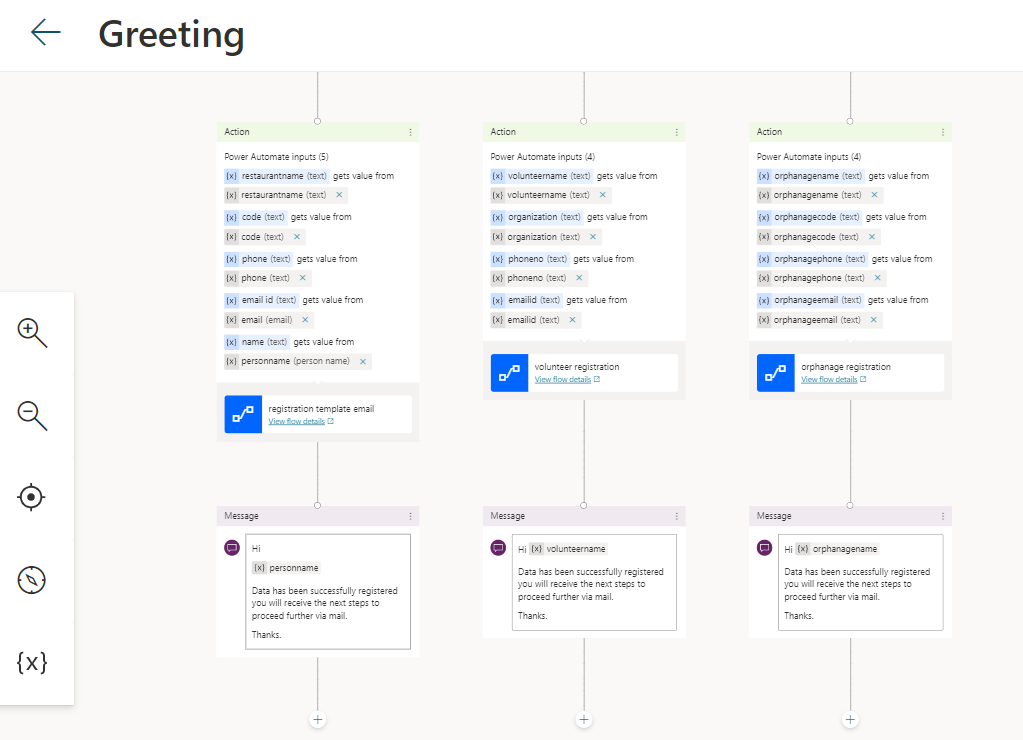 Greeting
Action
Power Automate inputs (5)
{x} restaurantname (text) gets value from
{x} restaurantname (text) ×
{x} code (text) gets value from
{x} code (text) ×
{x} phone (text) gets value from
{x} phone (text) ×
{x} email id (text) gets value from
{x} email (email) ×
{x} name (text) gets value from
{x} personname (person name) ×
registration template email
View flow details
Message
Hi
{x} personname
Data has been successfully registered
you will receive the next steps to
proceed further via mail.
Thanks.
Action
Power Automate inputs (4)
{x} volunteername (text) gets value from
{x} volunteername (text) ×
{x} organization (text) gets value from
{x} organization (text) ×
{x} phoneno (text) gets value from
{x} phoneno (text) ×
{x} emailid (text) gets value from
{x} emailid (text) ×
volunteer registration
View flow details
Message
Hi {x} volunteername
Data has been successfully registered
you will receive the next steps to
proceed further via mail.
Thanks.
Action
Power Automate inputs (4)
{x} orphanagename (text) gets value from
{x} orphanagename (text) ×
{x} orphanagecode (text) gets value from
{x} orphanagecode (text) ×
{x} orphanagephone (text) gets value from
{x} orphanagephone (text) ×
{x} orphanageemail (text) gets value from
{x} orphanageemail (text) ×
orphanage registration
View flow details
Message
Hi {x} orphanagename
Data has been successfully registered
you will receive the next steps to
proceed further via mail.
Thanks.
{x}